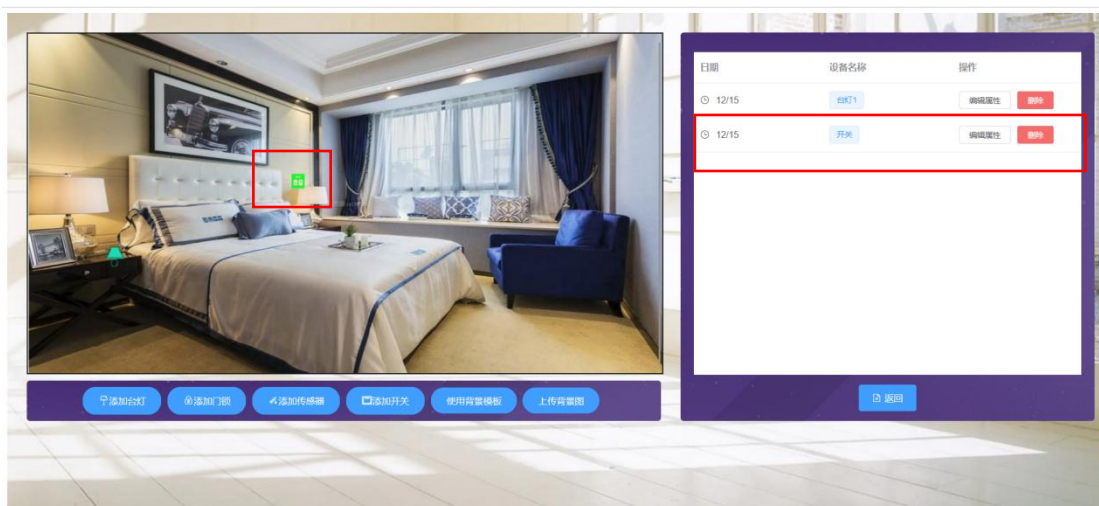 日期 设备名称 操作
12/15 台灯1 编辑属性 删除
12/15 开关 编辑属性 删除
添加台灯 添加门锁 添加传感器 添加开关 使用背景模板 上传背景图
返回